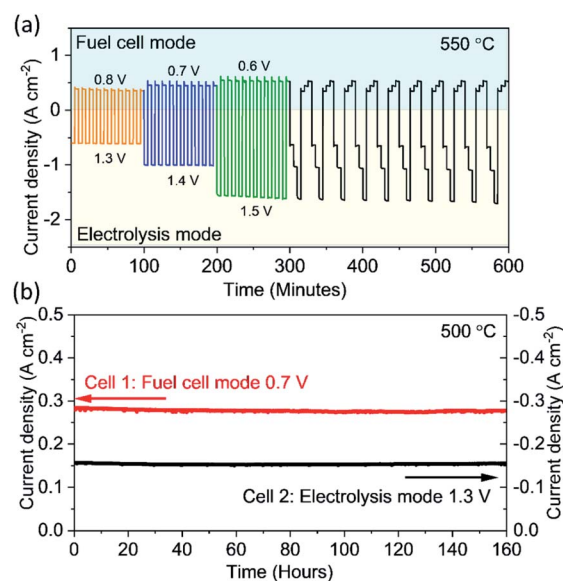 (a)
Fuel cell mode
550 °C
0.8 V
0.7 V
0.6 V
1.3 V
1.4 V
1.5 V
Electrolysis mode
Current density (A cm-2)
1
0
-1
-2
0 100 200 300 400 500 600
Time (Minutes)
(b)
500 °C
Cell 1: Fuel cell mode 0.7 V
Cell 2: Electrolysis mode 1.3 V
Current density (A cm-2)
0.5
0.4
0.3
0.2
0.1
0.0
-0.5
-0.4
-0.3
-0.2
-0.1
0.0
Current density (A cm-2)
0 20 40 60 80 100 120 140 160
Time (Hours)